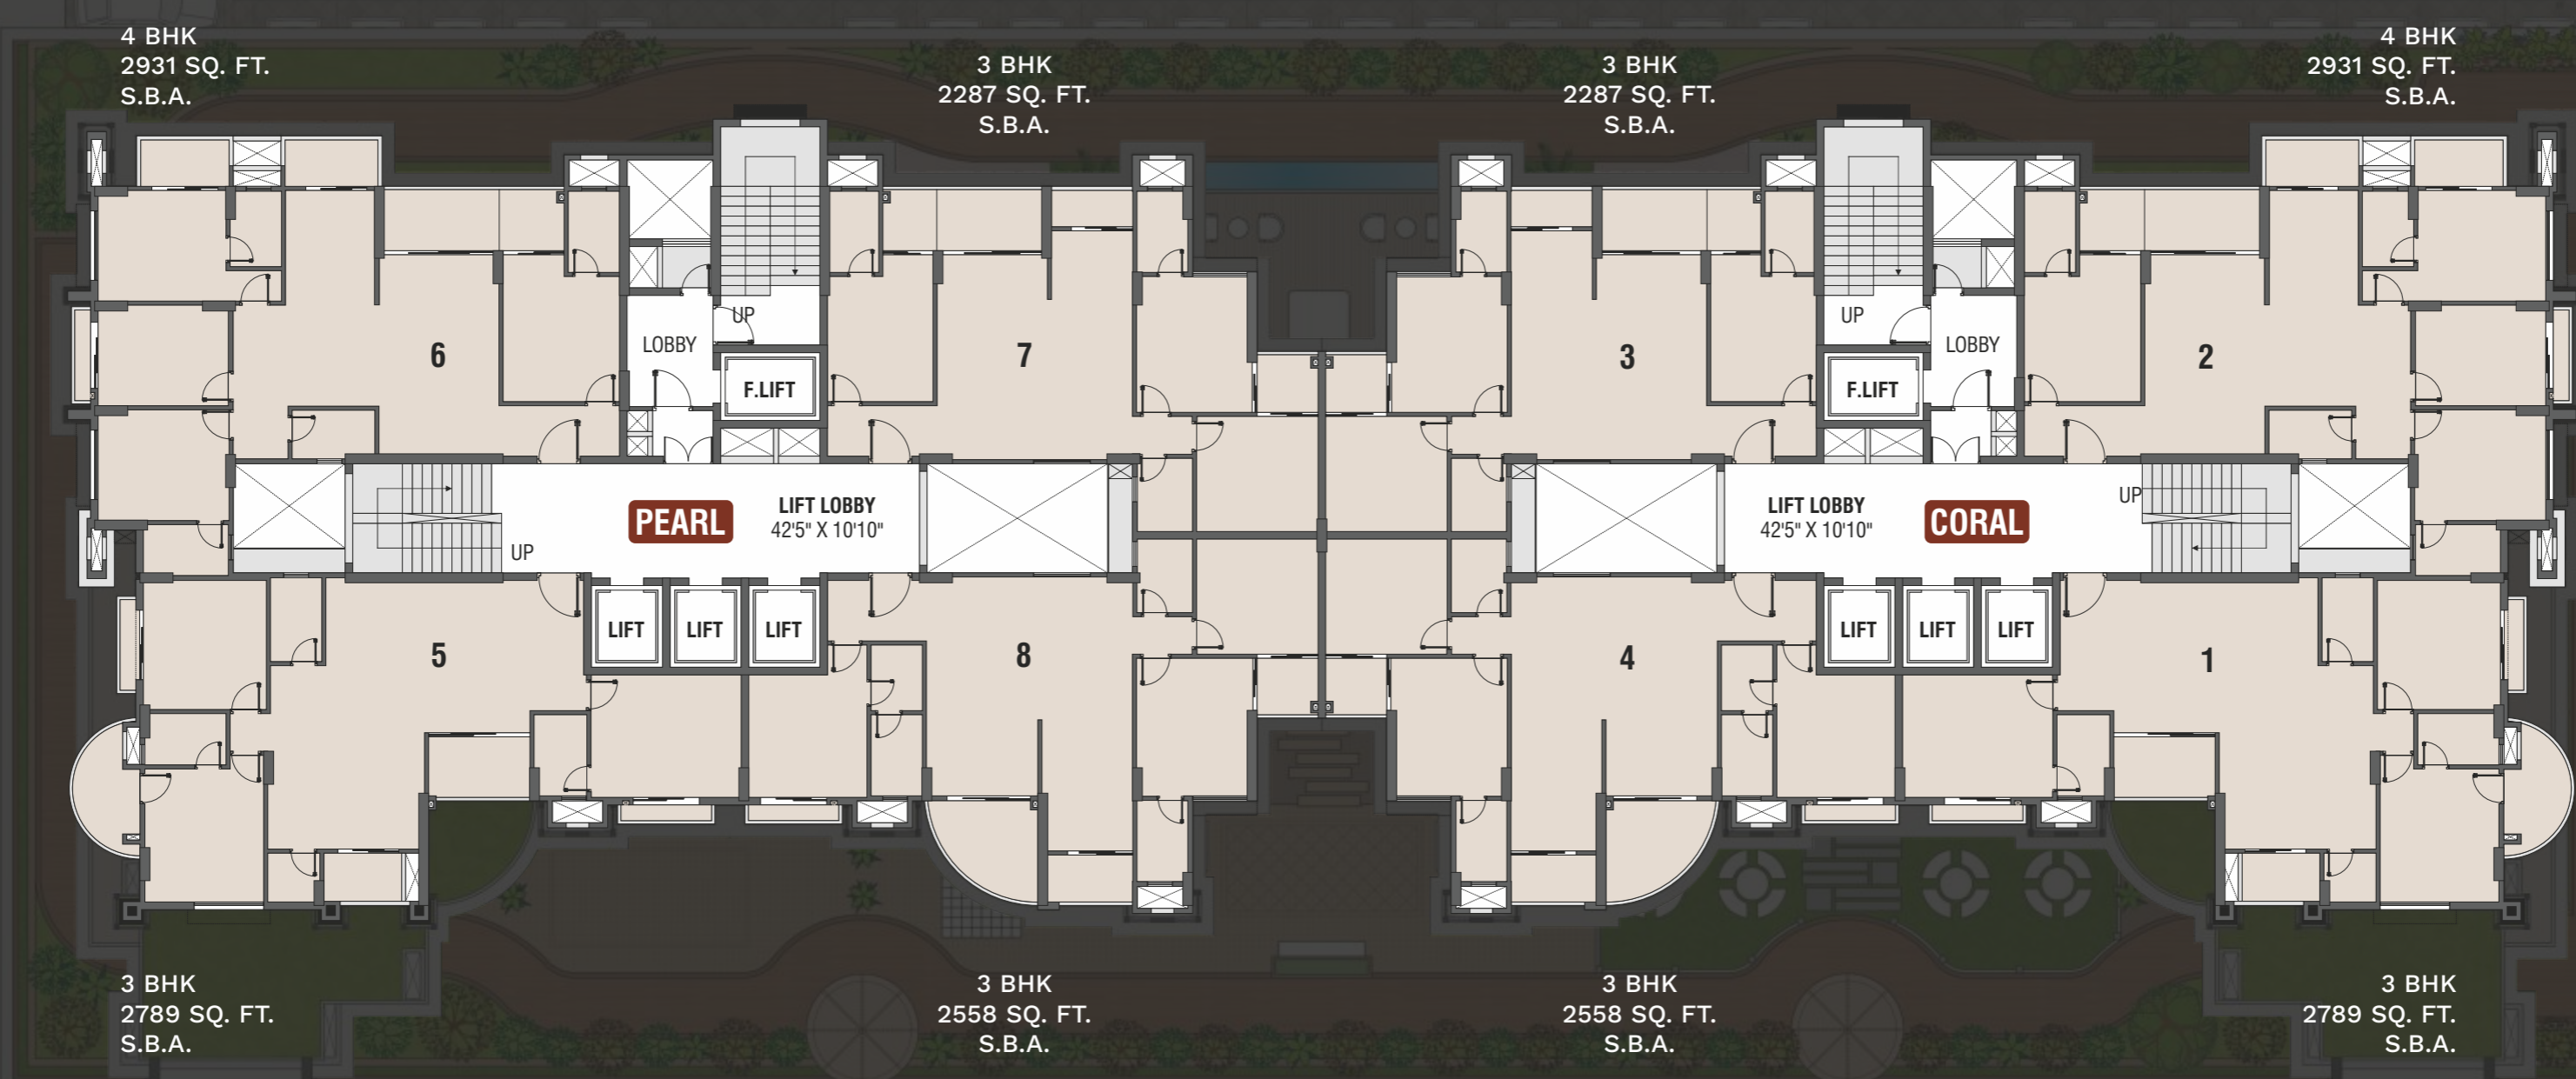 4 BHK
2931 SQ. FT.
S.B.A.
3 BHK
2287 SQ. FT.
S.B.A.
3 BHK
2287 SQ. FT.
S.B.A.
4 BHK
2931 SQ. FT.
S.B.A.
6
LOBBY
UP
F.LIFT
7
3
UP
F.LIFT
LOBBY
2
UP
PEARL
LIFT LOBBY
42'5" X 10'10"
LIFT LOBBY
42'5" X 10'10"
CORAL
UP
5
LIFT
LIFT
LIFT
8
4
LIFT
LIFT
LIFT
1
3 BHK
2789 SQ. FT.
S.B.A.
3 BHK
2558 SQ. FT.
S.B.A.
3 BHK
2558 SQ. FT.
S.B.A.
3 BHK
2789 SQ. FT.
S.B.A.